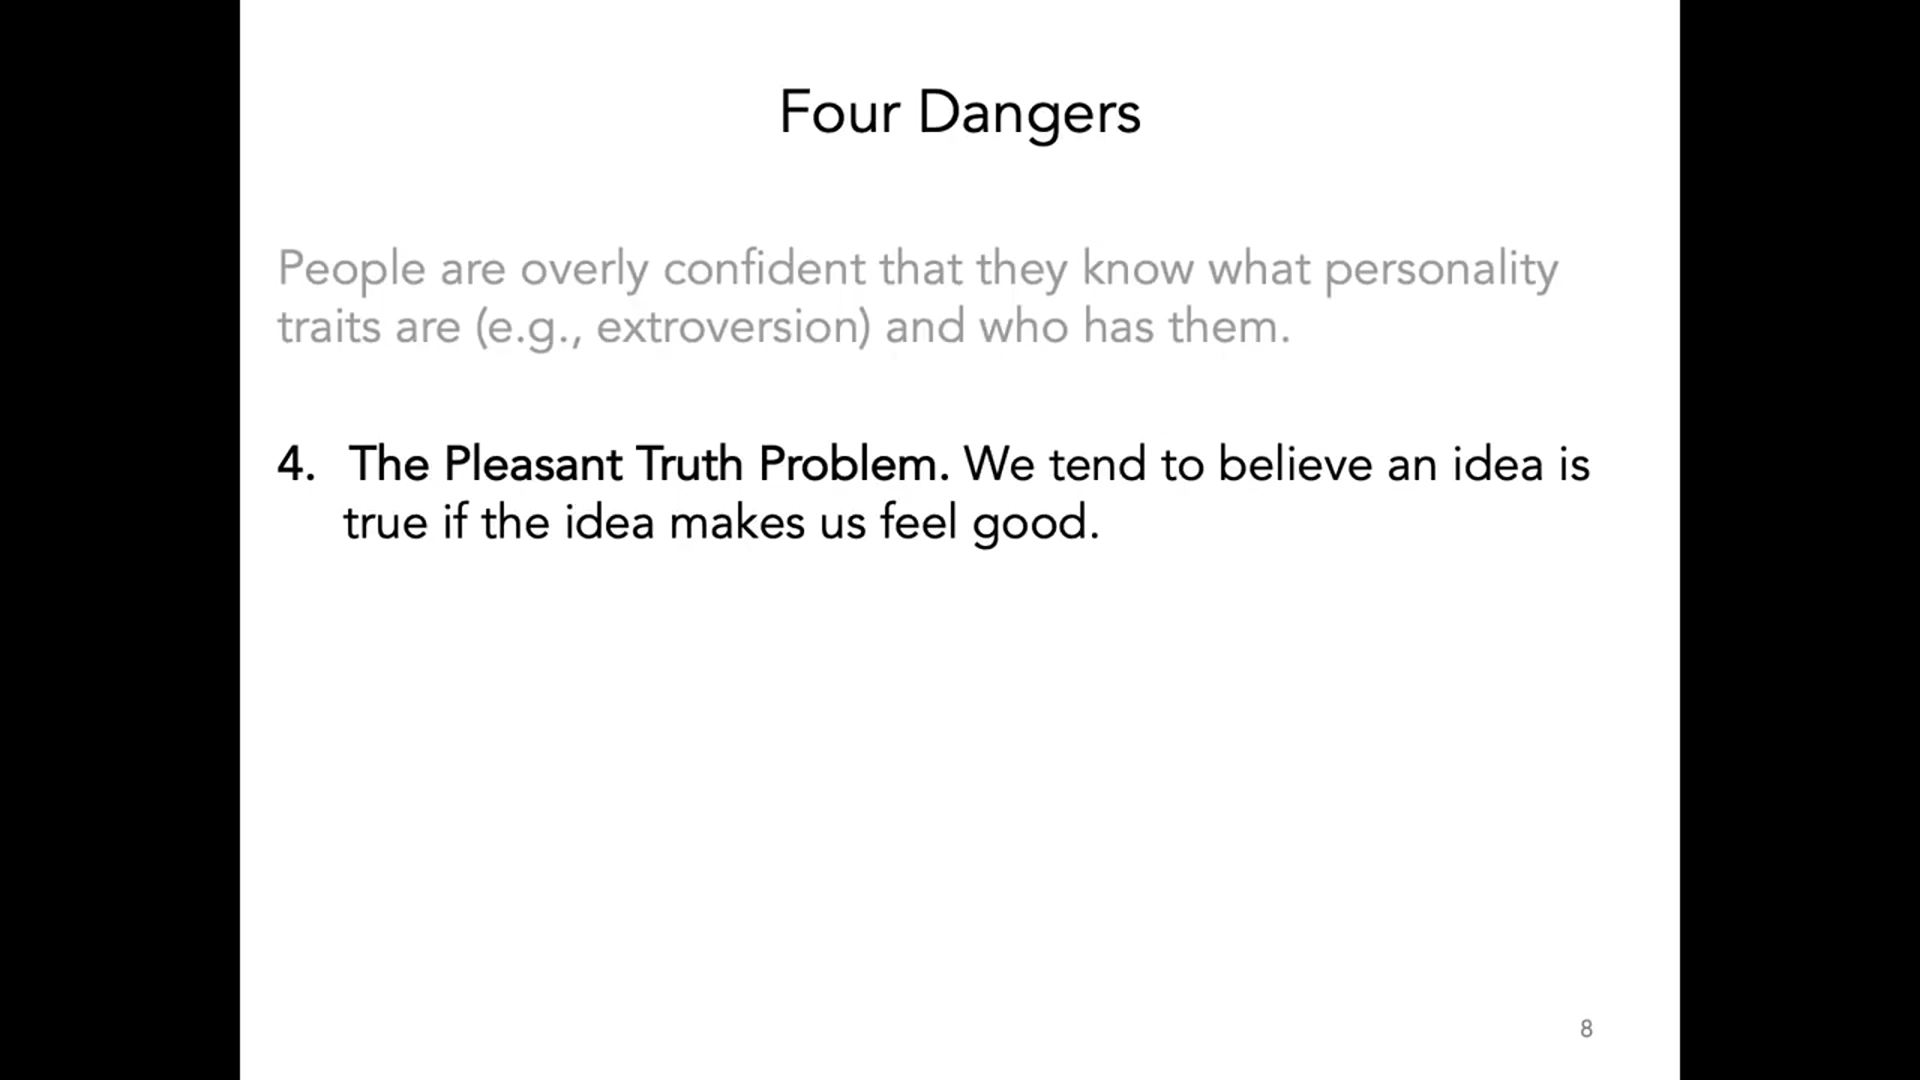 Four Dangers
People are overly confident that they know what personality
traits are (e.g., extroversion) and who has them.
4. The Pleasant Truth Problem. We tend to believe an idea is
true if the idea makes us feel good.
8